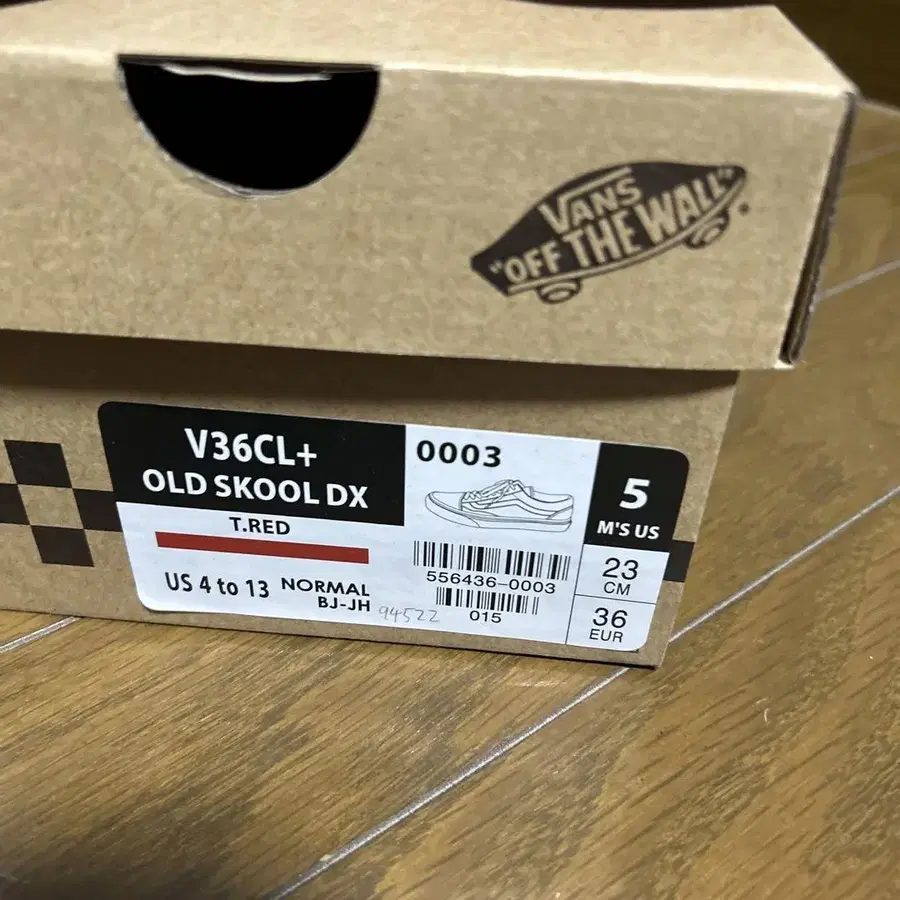 VANS
"OFF THE WALL"
V36CL+
OLD SKOOL DX
T.RED
US 4 to 13 NORMAL
BJ-JH
94522
0003
556436-0003
015
5
M'S US
23
CM
36
EUR